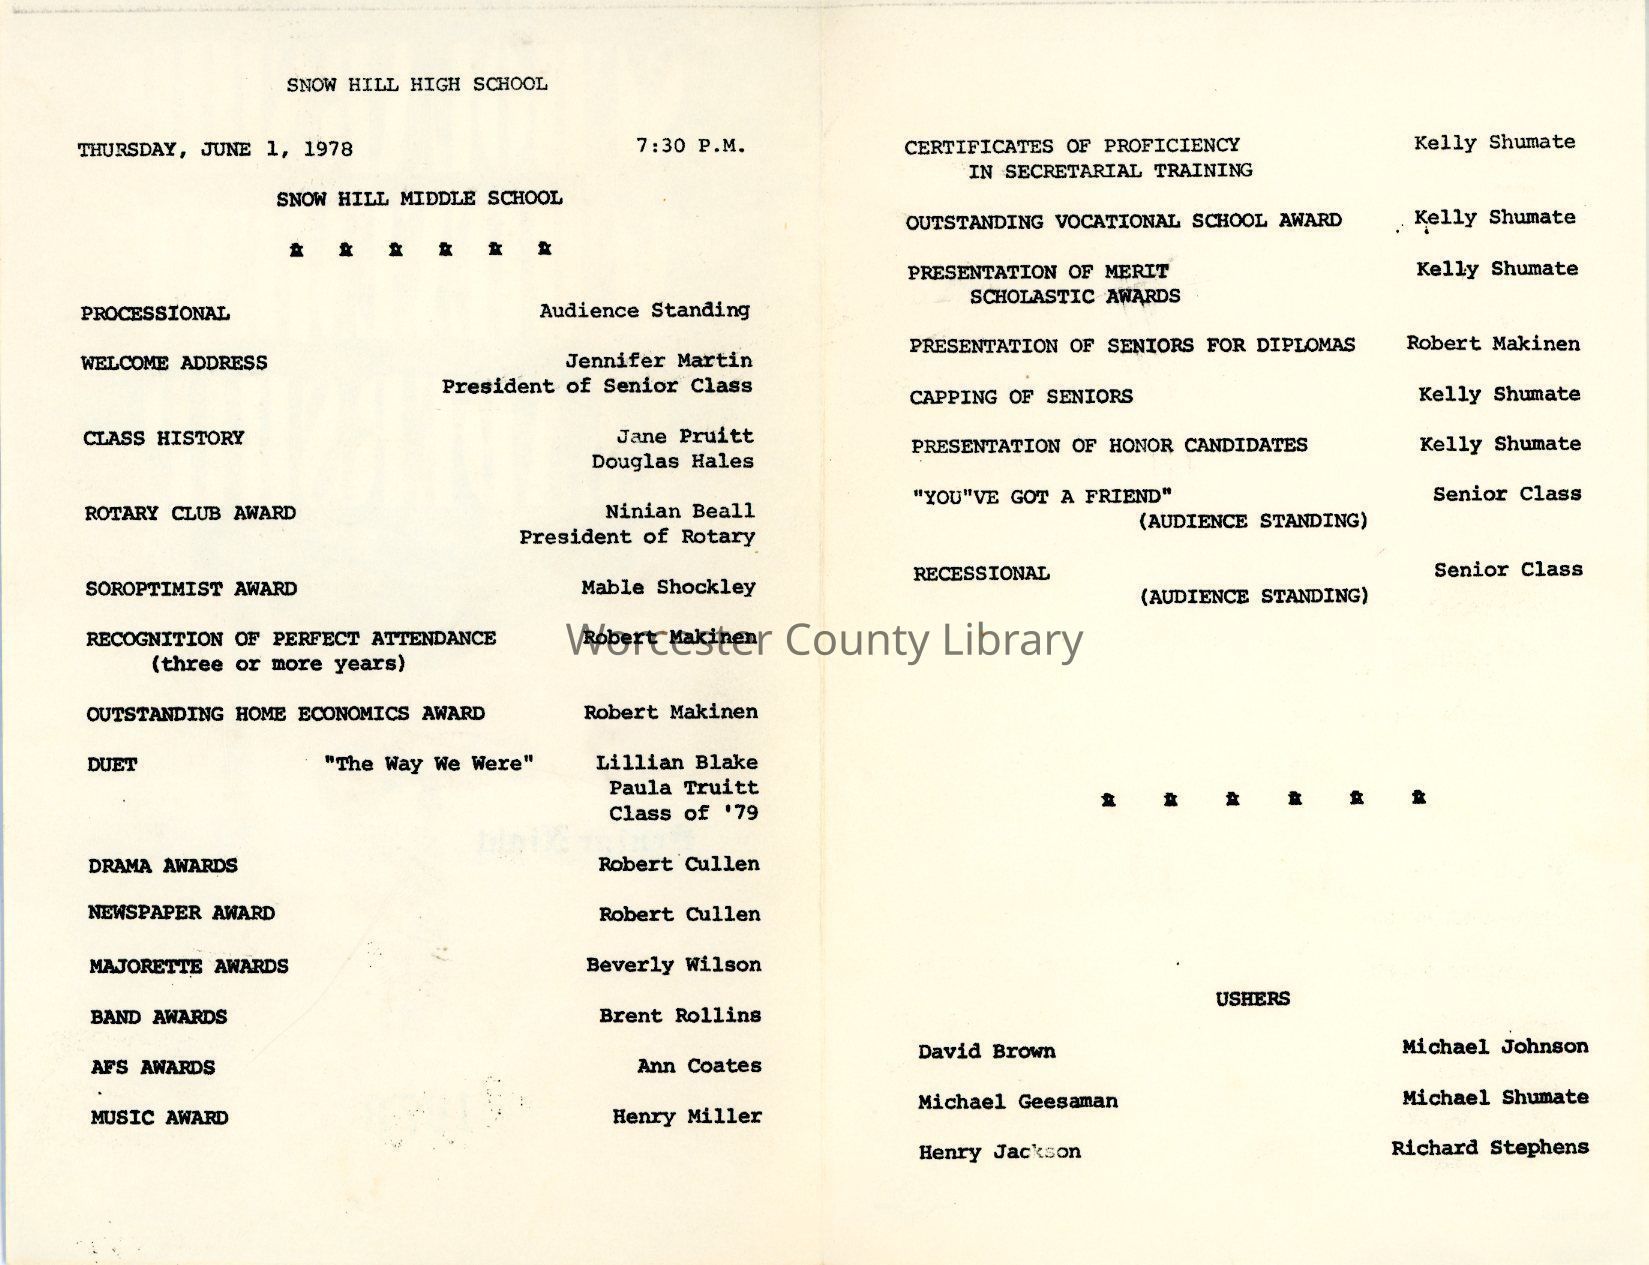 SNOW HILL HIGH SCHOOL
THURSDAY, JUNE 1, 1978 7:30 P.M.
SNOW HILL MIDDLE SCHOOL
PROCESSIONAL Audience Standing
WELCOME ADDRESS Jennifer Martin
President of Senior Class
CLASS HISTORY Jane Pruitt
Douglas Hales
ROTARY CLUB AWARD Ninian Beall
President of Rotary
SOROPTIMIST AWARD Mable Shockley
RECOGNITION OF PERFECT ATTENDANCE Robert Makinen
(three or more years)
OUTSTANDING HOME ECONOMICS AWARD Robert Makinen
DUET "The Way We Were" Lillian Blake
Paula Truitt
Class of '79
DRAMA AWARDS Robert Cullen
NEWSPAPER AWARD Robert Cullen
MAJORETTE AWARDS Beverly Wilson
BAND AWARDS Brent Rollins
AFS AWARDS Ann Coates
MUSIC AWARD Henry Miller
CERTIFICATES OF PROFICIENCY Kelly Shumate
IN SECRETARIAL TRAINING
OUTSTANDING VOCATIONAL SCHOOL AWARD Kelly Shumate
PRESENTATION OF MERIT Kelly Shumate
SCHOLASTIC AWARDS
PRESENTATION OF SENIORS FOR DIPLOMAS Robert Makinen
CAPPING OF SENIORS Kelly Shumate
PRESENTATION OF HONOR CANDIDATES Kelly Shumate
"YOU"VE GOT A FRIEND" Senior Class
(AUDIENCE STANDING)
RECESSIONAL Senior Class
(AUDIENCE STANDING)
Worcester County Library
USHERS
David Brown Michael Johnson
Michael Geesaman Michael Shumate
Henry Jackson Richard Stephens